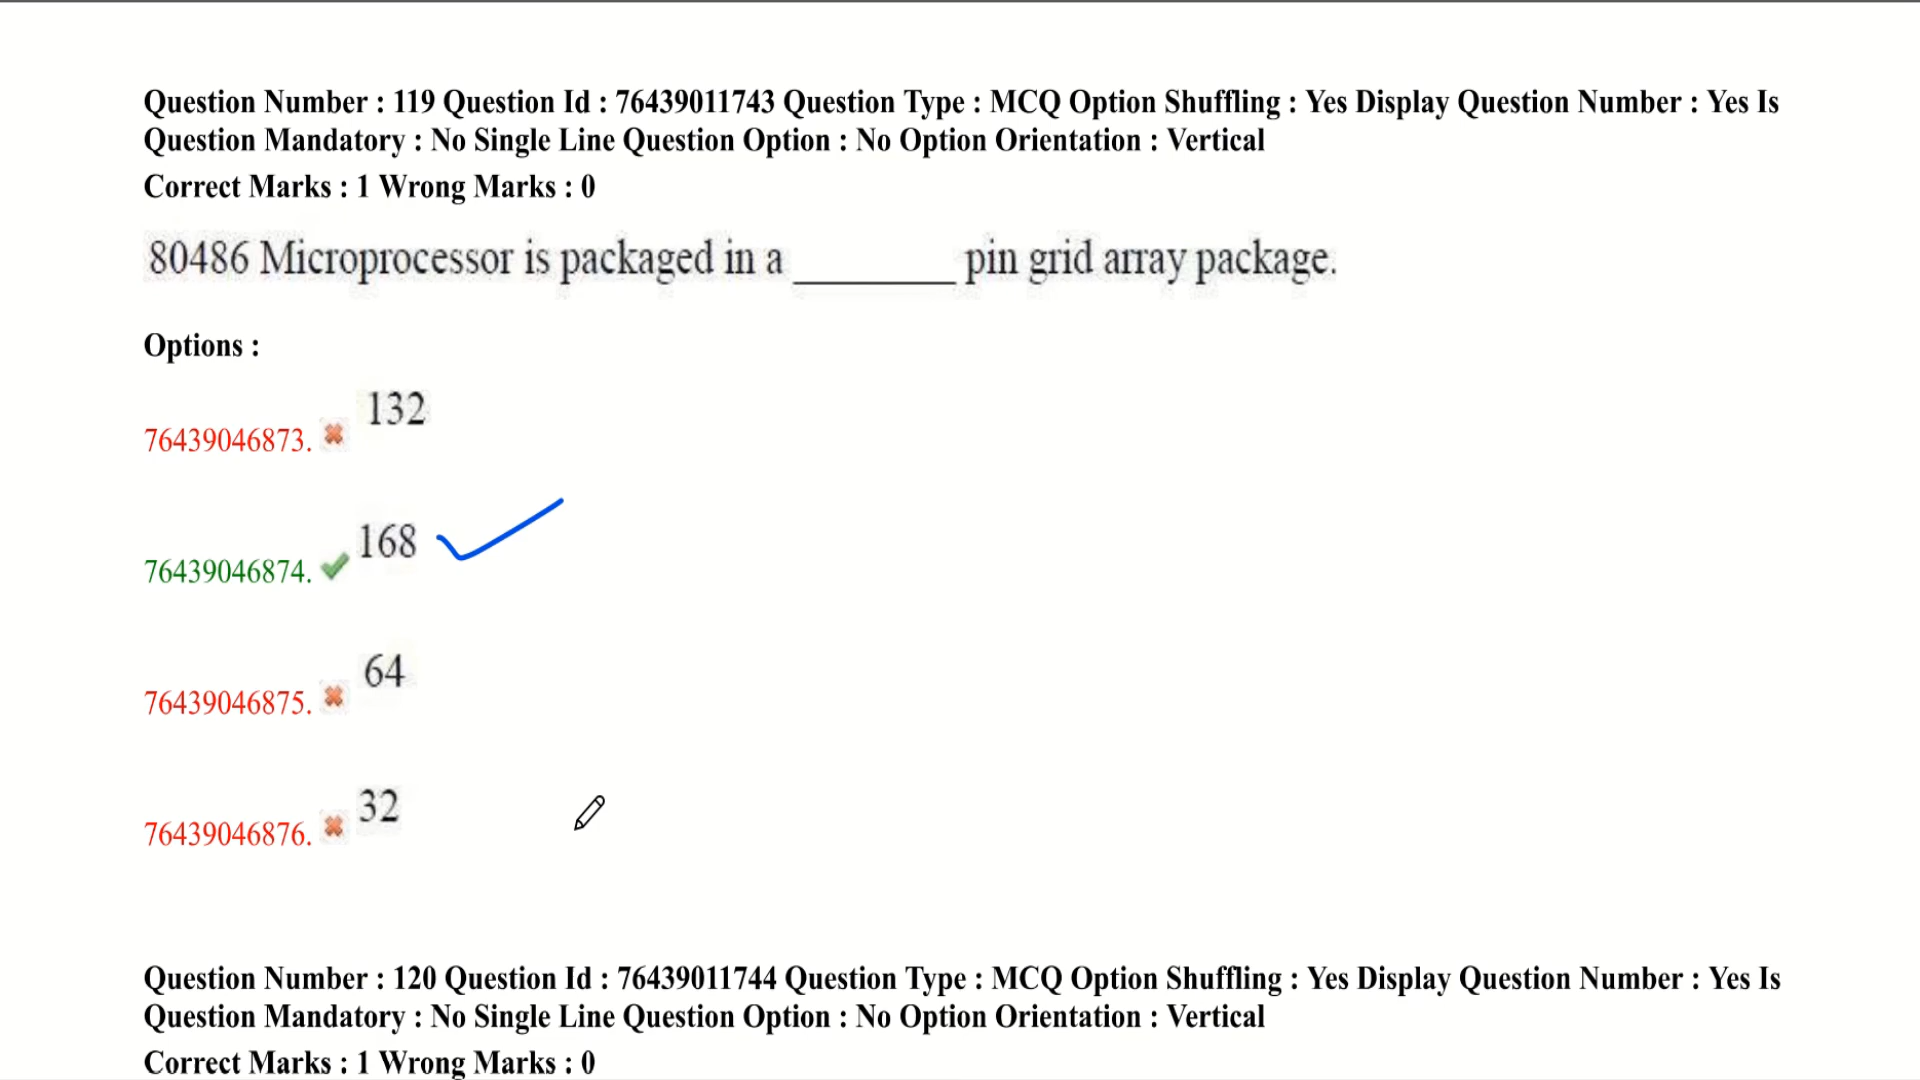 Question Number : 119 Question Id : 76439011743 Question Type : MCQ Option Shuffling : Yes Display Question Number : Yes Is
Question Mandatory : No Single Line Question Option : No Option Orientation : Vertical
Correct Marks : 1 Wrong Marks : 0
80486 Microprocessor is packaged in a ________ pin grid array package.
Options :
76439046873. 132
76439046874. 168
76439046875. 64
76439046876. 32
Question Number : 120 Question Id : 76439011744 Question Type : MCQ Option Shuffling : Yes Display Question Number : Yes Is
Question Mandatory : No Single Line Question Option : No Option Orientation : Vertical
Correct Marks : 1 Wrong Marks : 0